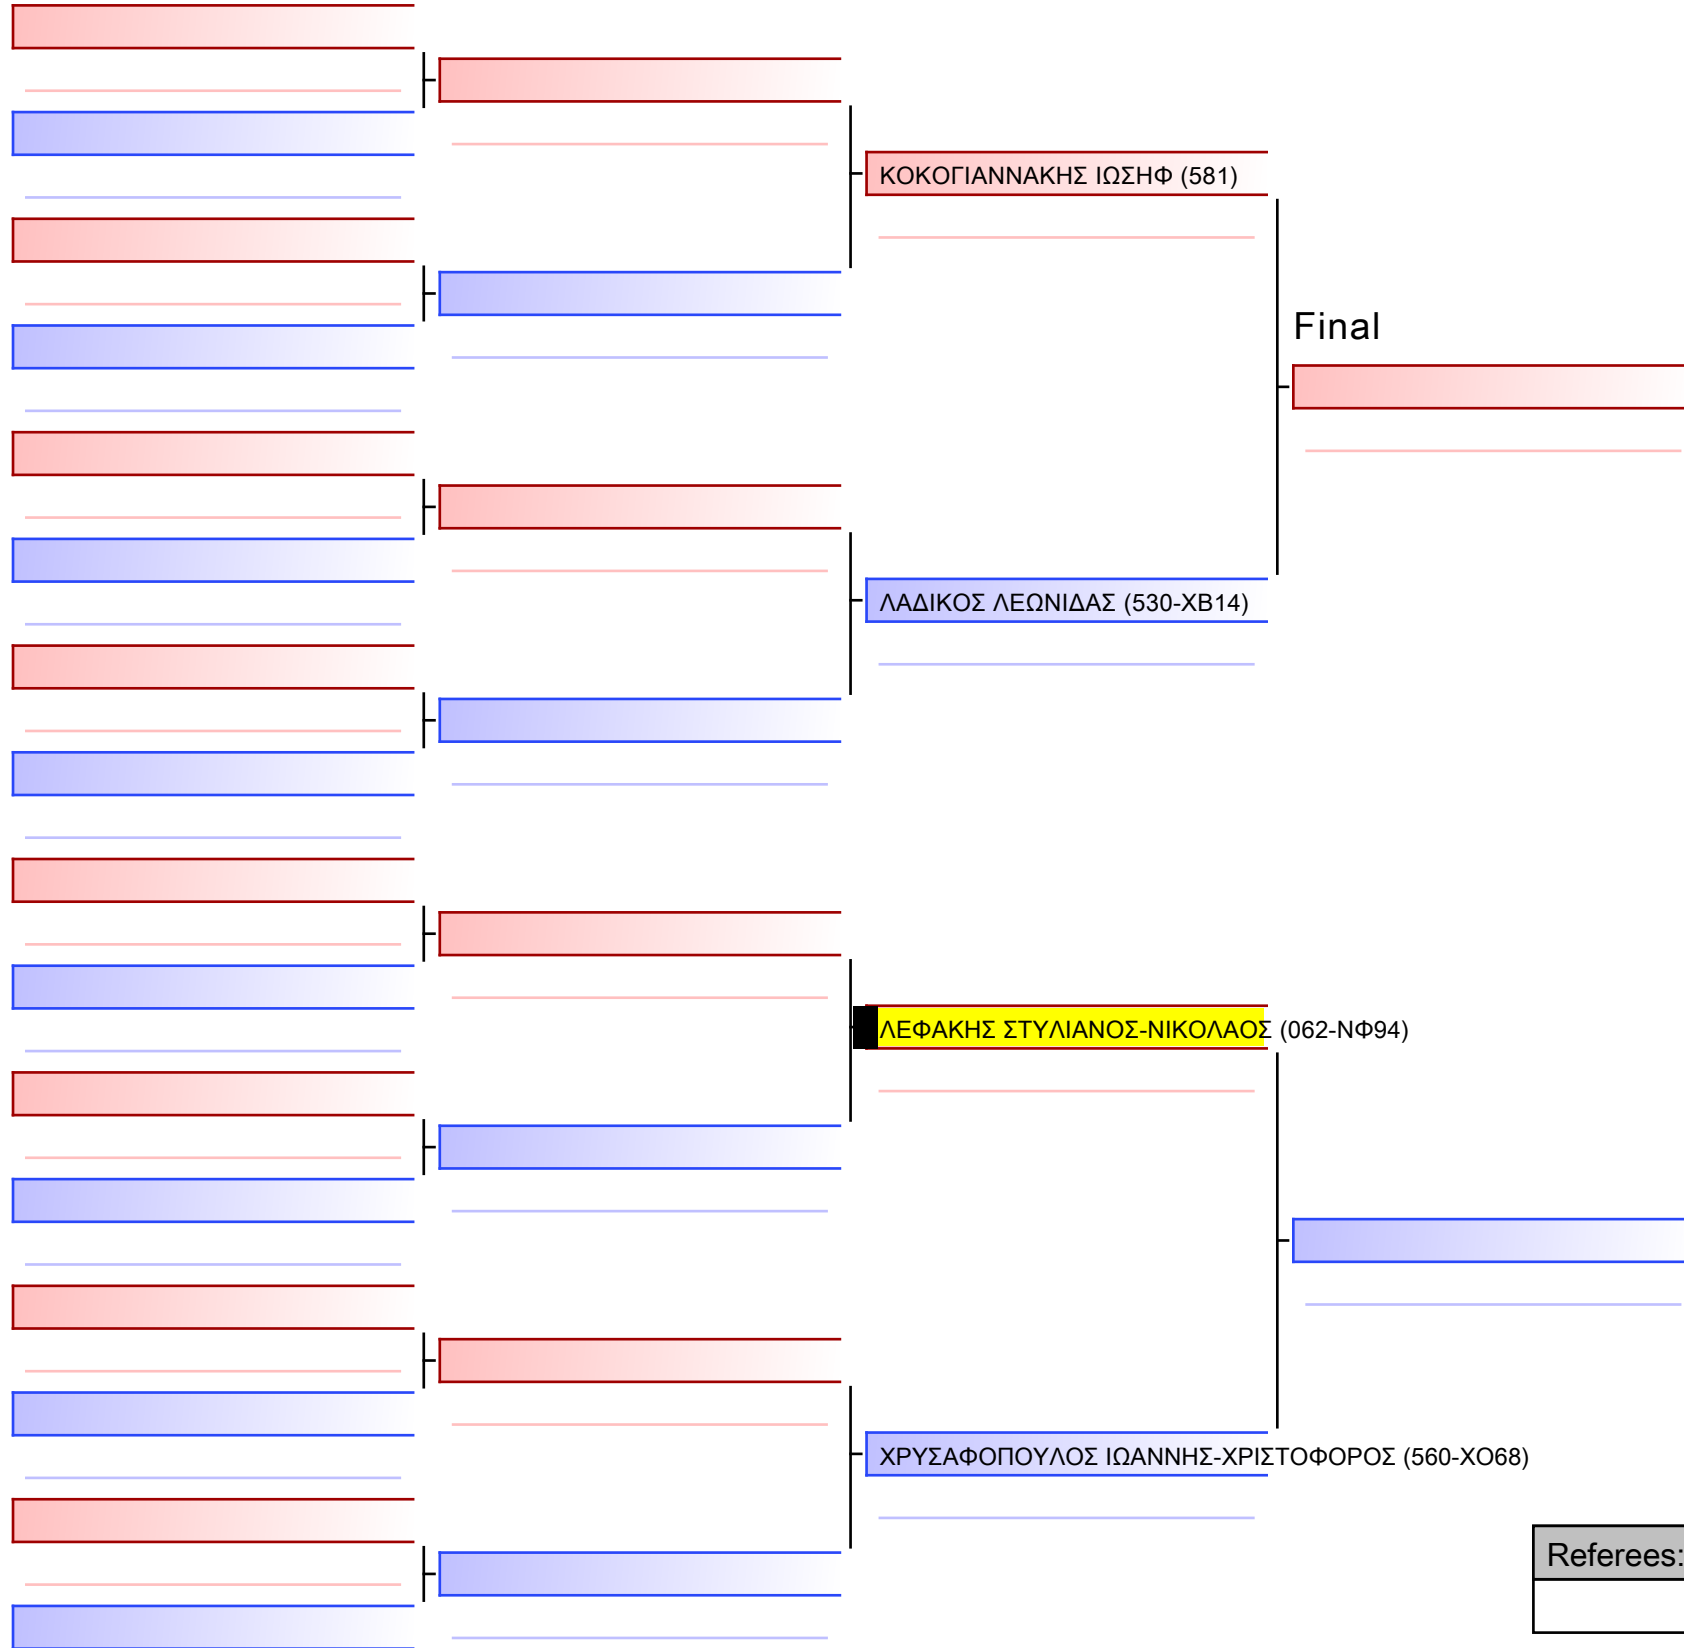 ΚΟΚΟΓΙΑΝΝΑΚΗΣ ΙΩΣΗΦ (581)
Final
ΛΑΔΙΚΟΣ ΛΕΩΝΙΔΑΣ (530-ΧΒ14)
ΛΕΦΑΚΗΣ ΣΤΥΛΙΑΝΟΣ-ΝΙΚΟΛΑΟΣ (062-ΝΦ94)
ΧΡΥΣΑΦΟΠΟΥΛΟΣ ΙΩΑΝΝΗΣ-ΧΡΙΣΤΟΦΟΡΟΣ (560-ΧΟ68)
Referees: